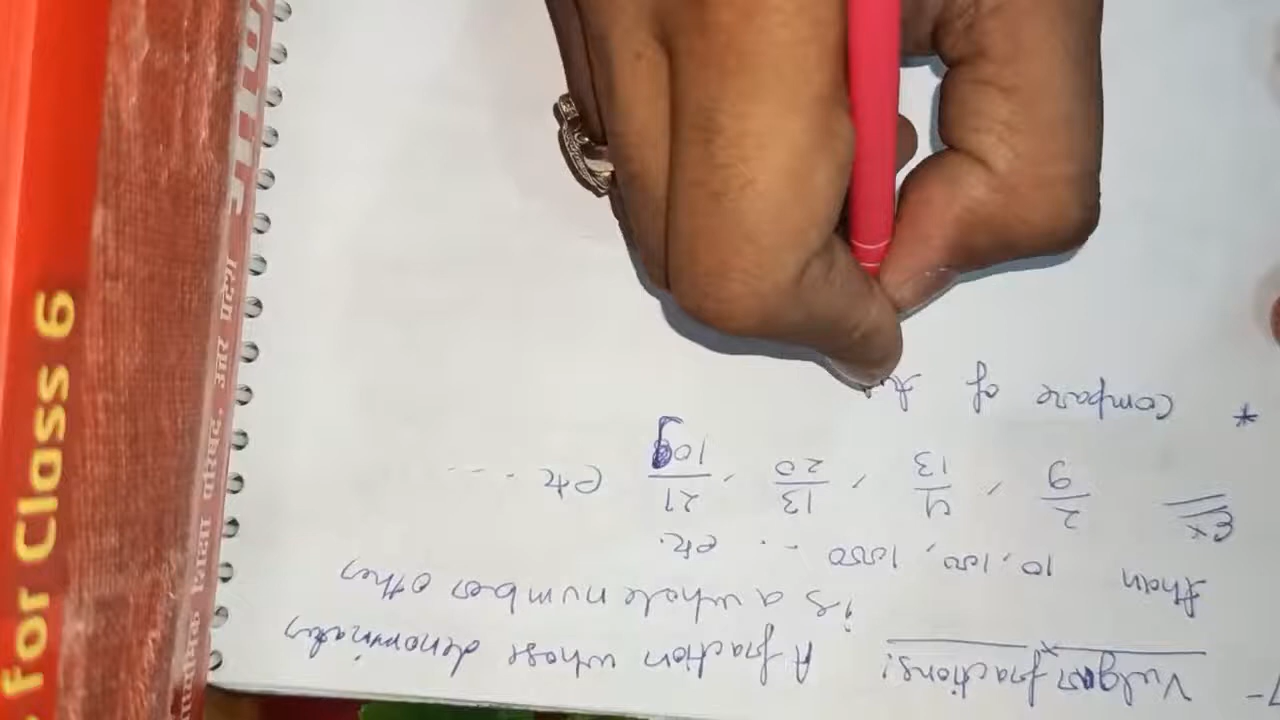 7- Vulgar fractions: A fraction whose denominator
is a whole number other
than 10, 100, 1000 .. etc.
Ex 2/9, 4/13, 13/20, 21/109 etc ....
* Compare of
For Class 6